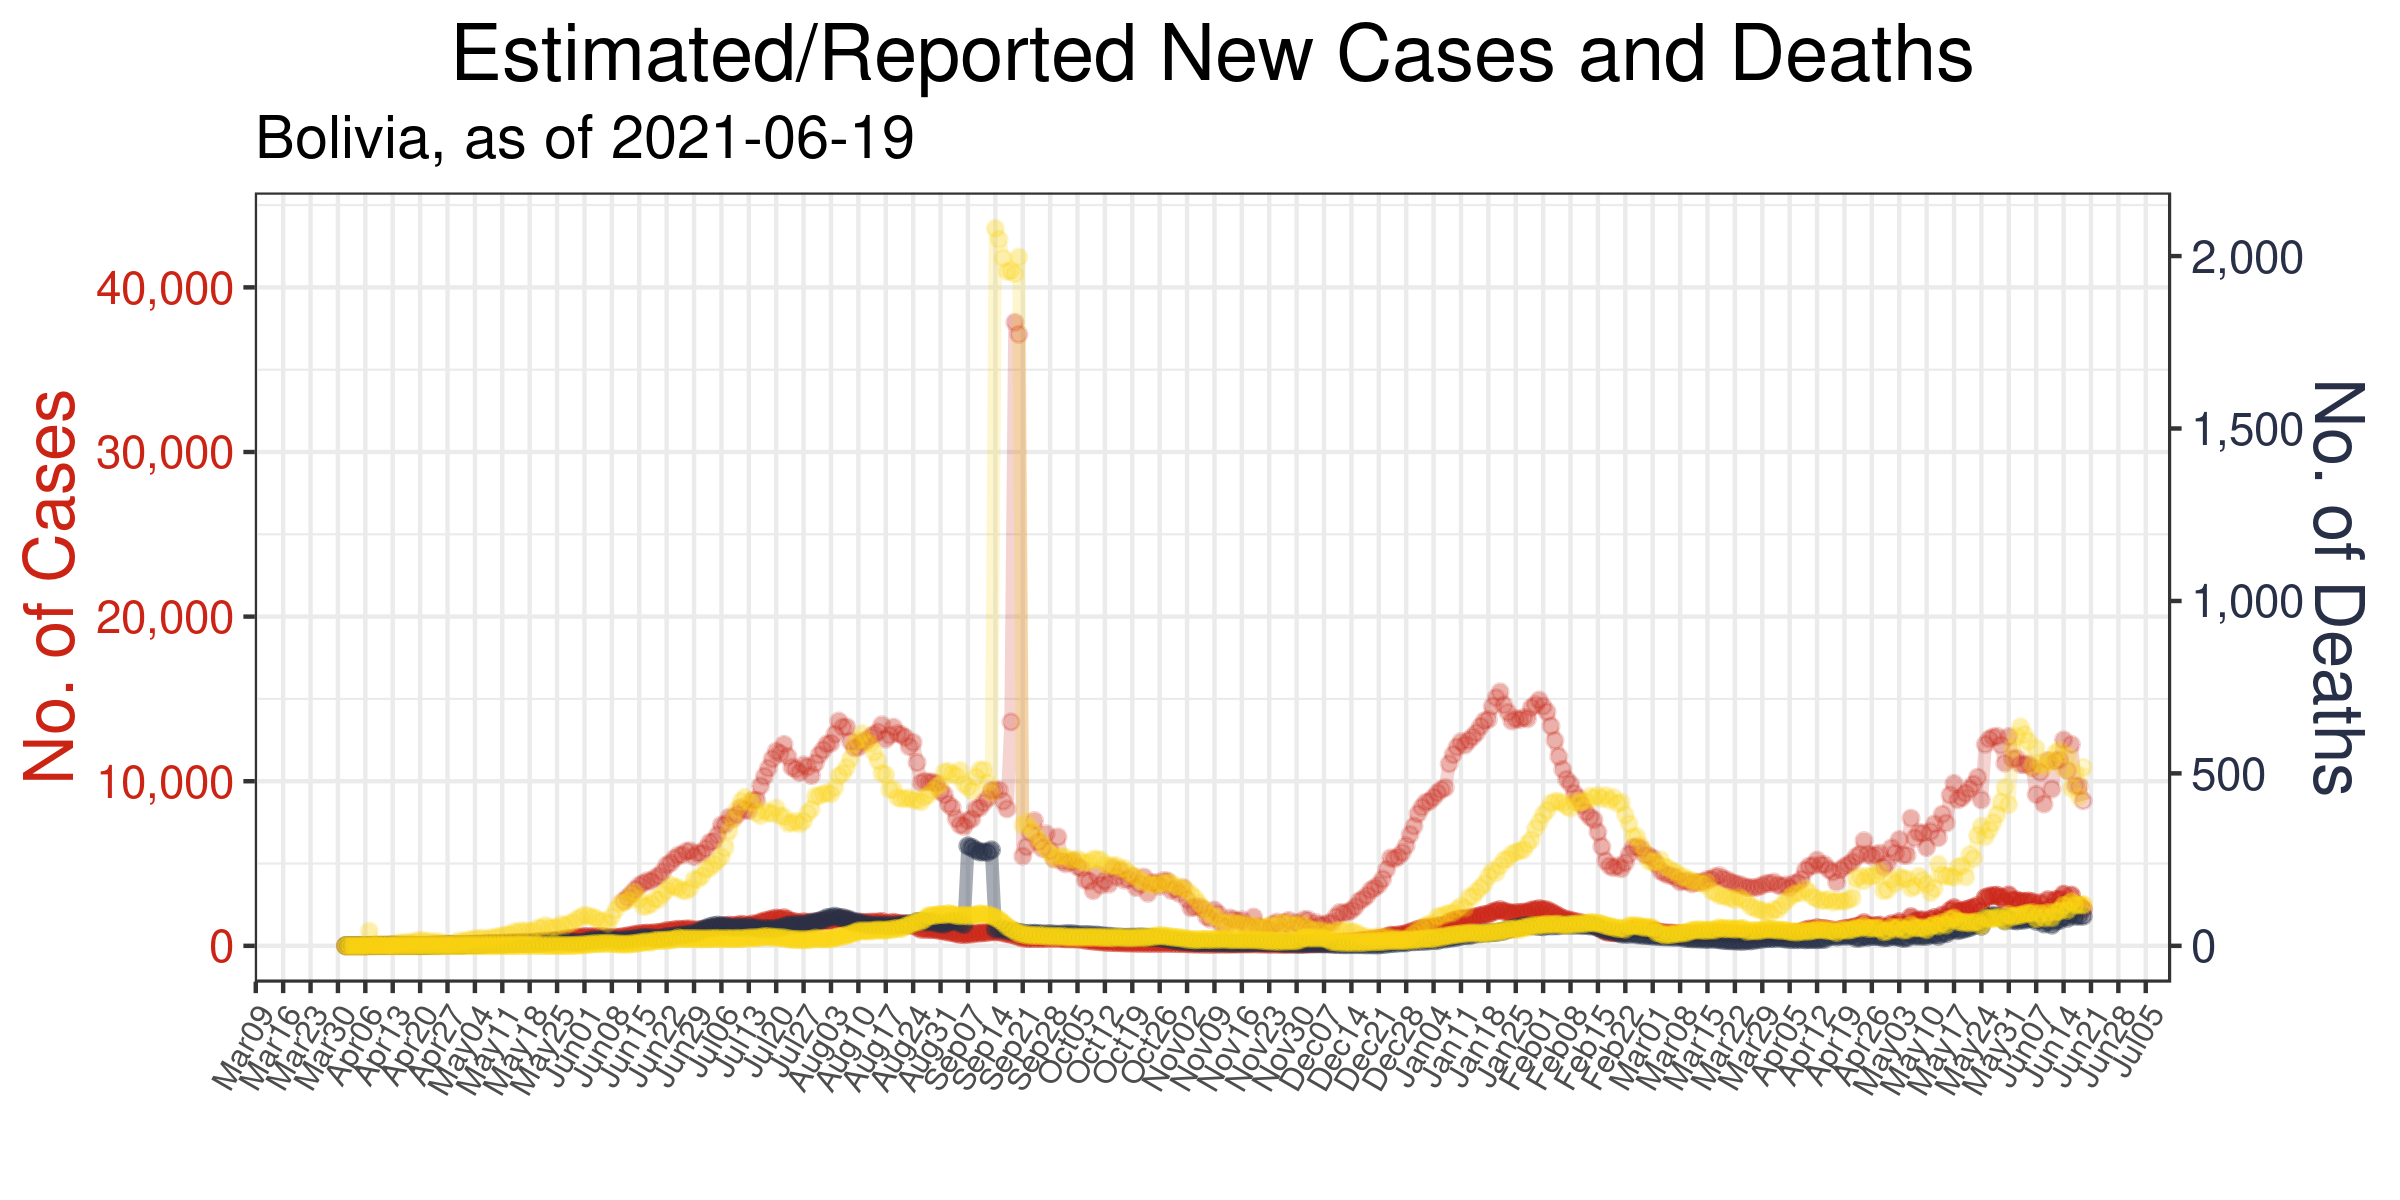 Estimated/Reported New Cases and Deaths
Bolivia, as of 2021-06-19
No. of Cases
40,000
30,000
20,000
10,000
0
2,000
1,500
1,000
500
0
No. of Deaths
Mar09
Mar16
Mar23
Mar30
Apr06
Apr13
Apr20
Apr27
May04
May11
May18
May25
Jun01
Jun08
Jun15
Jun22
Jun29
Jul06
Jul13
Jul20
Jul27
Aug03
Aug10
Aug17
Aug24
Aug31
Sep07
Sep14
Sep21
Sep28
Oct05
Oct12
Oct19
Oct26
Nov02
Nov09
Nov16
Nov23
Nov30
Dec07
Dec14
Dec21
Dec28
Jan04
Jan11
Jan18
Jan25
Feb01
Feb08
Feb15
Feb22
Mar01
Mar08
Mar15
Mar22
Mar29
Apr05
Apr12
Apr19
Apr26
May03
May10
May17
May24
May31
Jun07
Jun14
Jun21
Jun28
Jul05